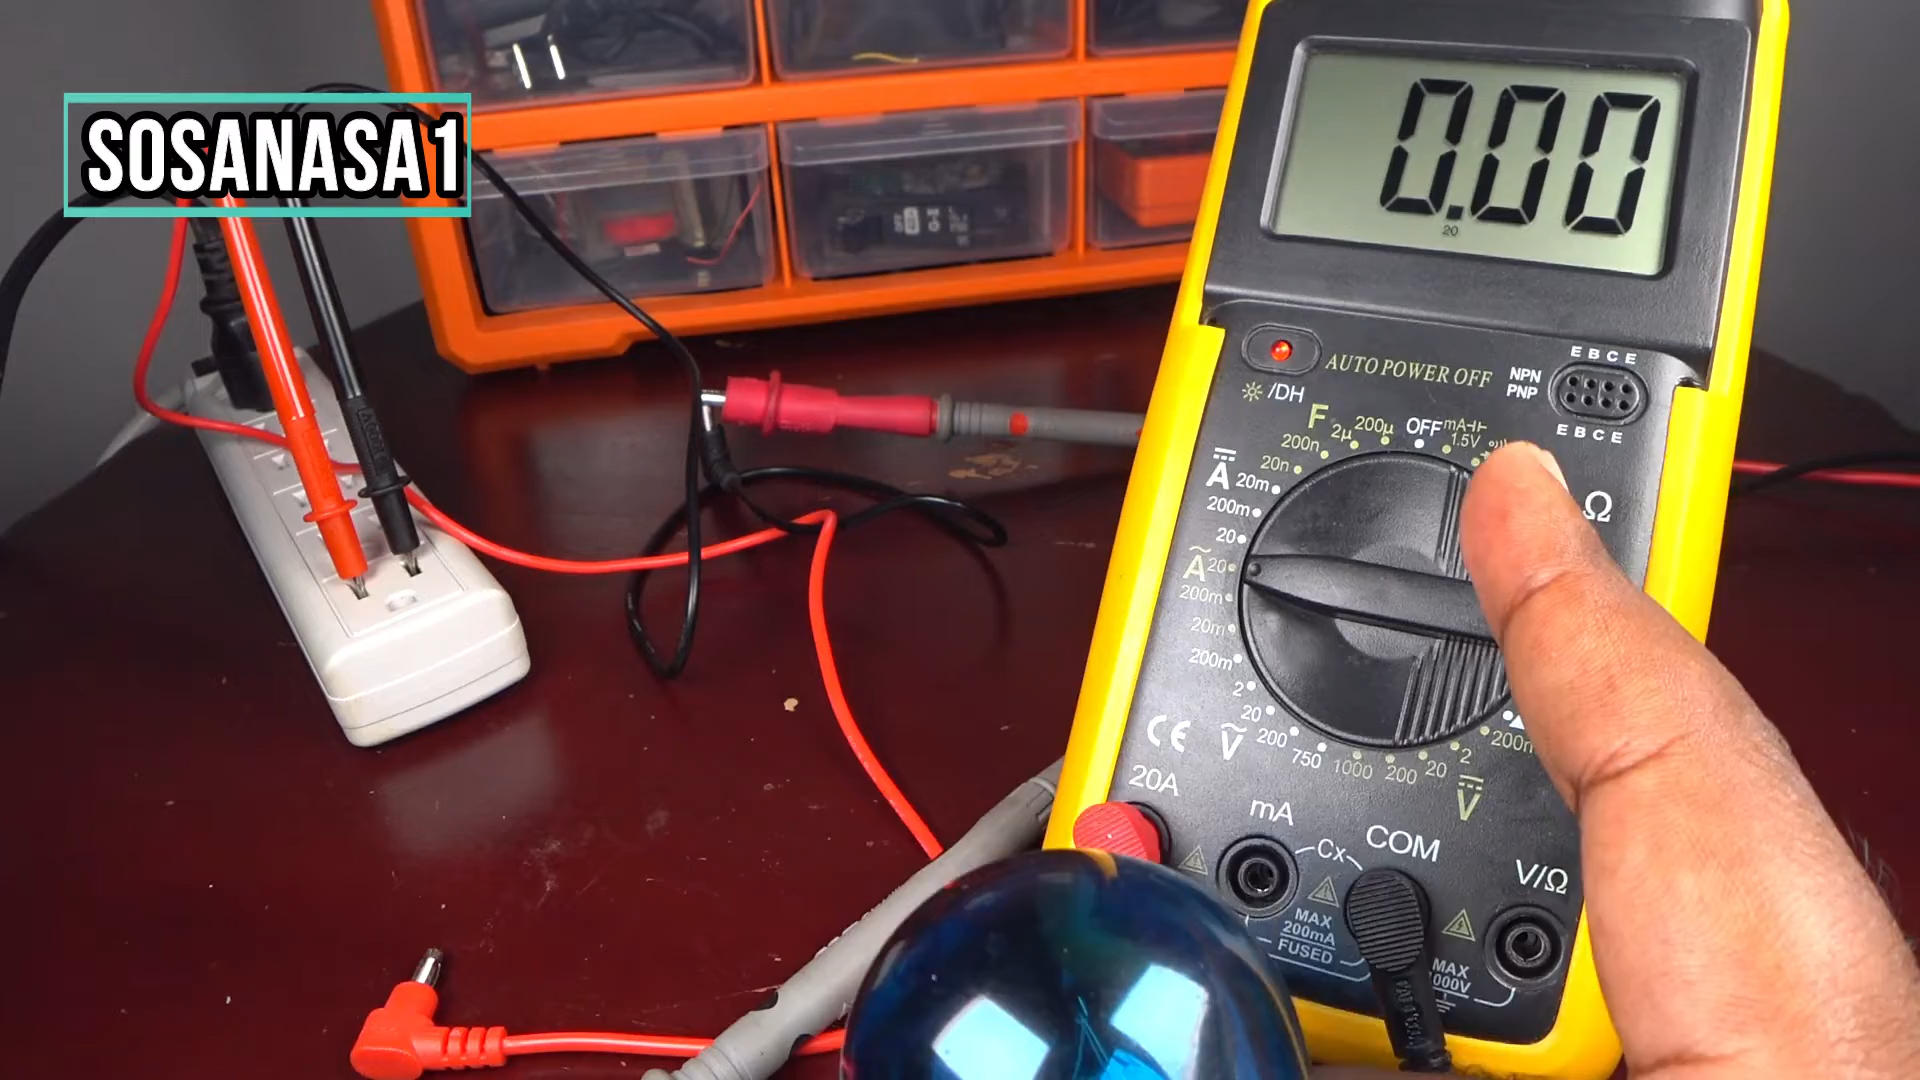 SOSANASA1
0.00
20
AUTO POWER OFF
/DH
NPN
PNP
E B C E
E B C E
F
2µ
200µ
OFF
mA
1.5V
200n
20n
A
20m
200m
20
Ω
A
20
200m
20m
200m
2
20
200
750
1000
200
20
2
V
V
CE
20A
mA
Cx
COM
V/Ω
MAX
200mA
FUSED
MAX
1000V